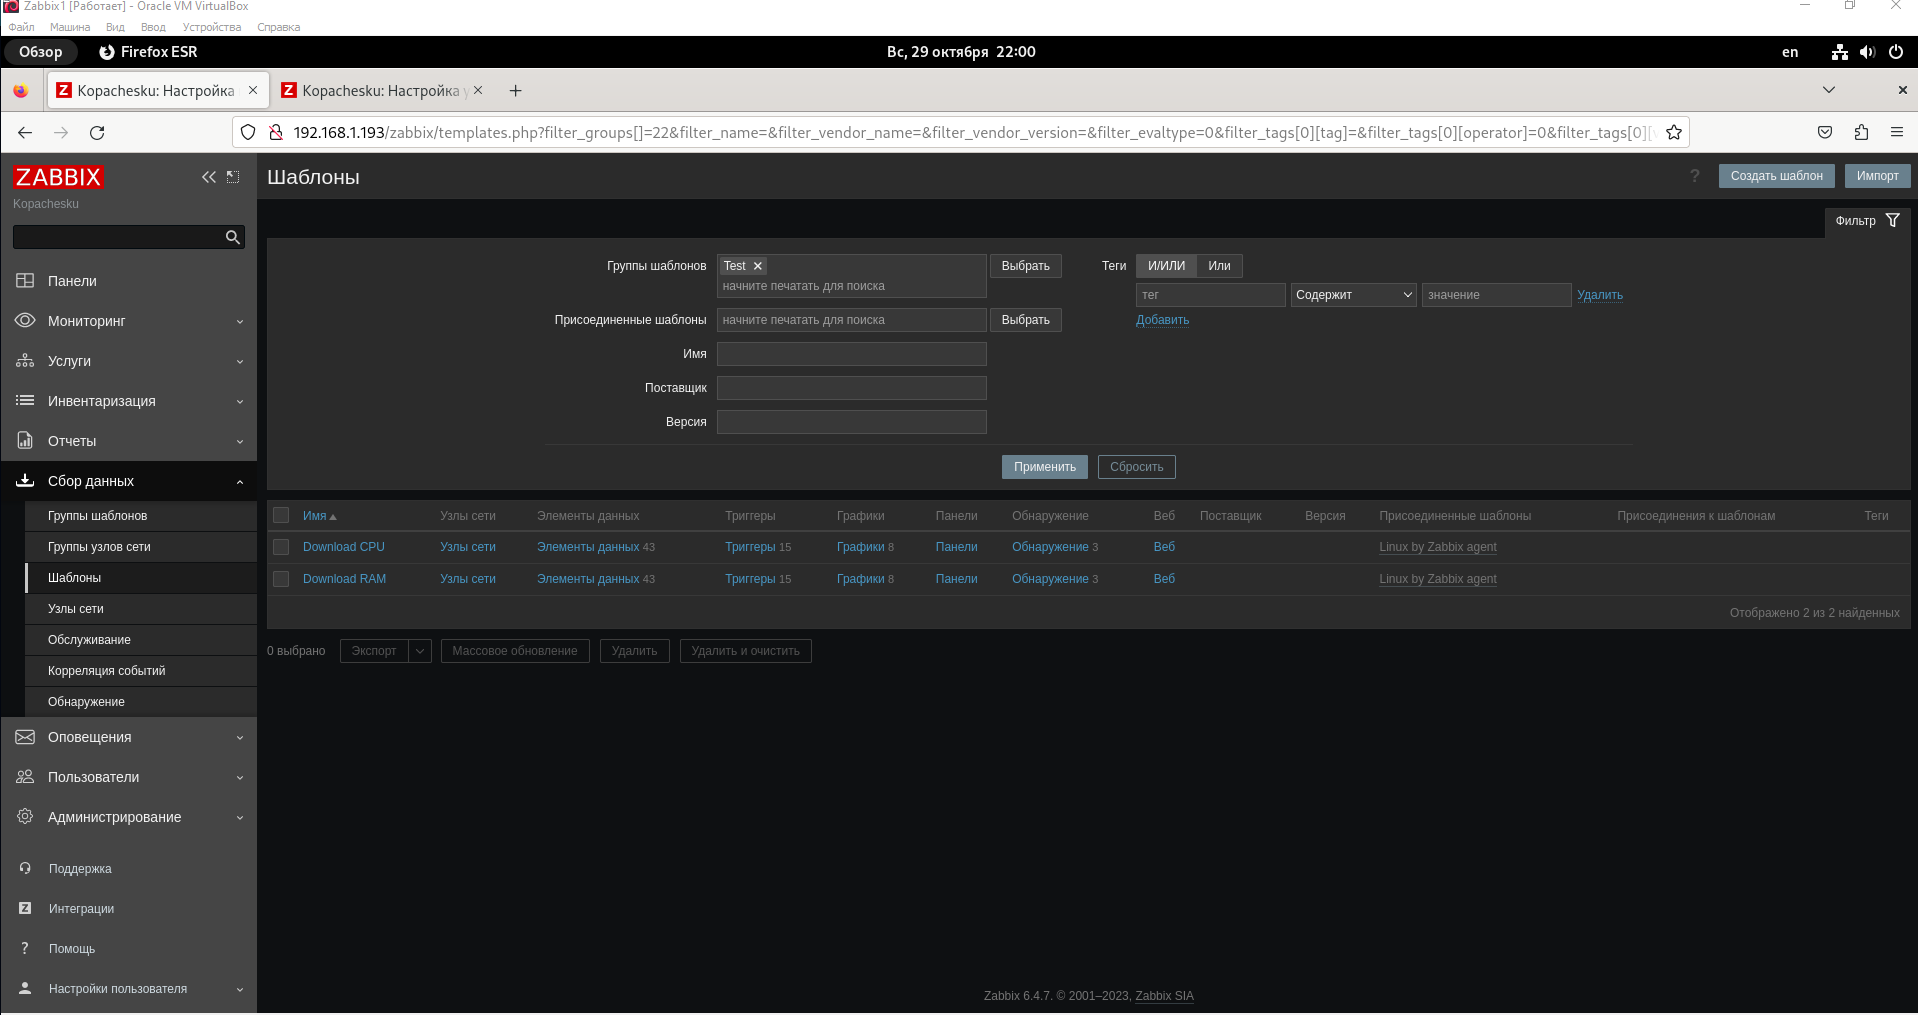 Zabbix1 [Работает] - Oracle VM VirtualBox
Файл Машина Вид Ввод Устройства Справка
Обзор Firefox ESR Вс, 29 октября 22:00 en
Kopachesku: Настройка Kopachesku: Настройка у
192.168.1.193/zabbix/templates.php?filter_groups[]=22&filter_name=&filter_vendor_name=&filter_vendor_version=&filter_evaltype=0&filter_tags[0][tag]=&filter_tags[0][operator]=0&filter_tags[0][
ZABBIX
Kopachesku
Панели
Мониторинг
Услуги
Инвентаризация
Отчеты
Сбор данных
Группы шаблонов
Группы узлов сети
Шаблоны
Узлы сети
Обслуживание
Корреляция событий
Обнаружение
Оповещения
Пользователи
Администрирование
Поддержка
Z Интеграции
? Помощь
Настройки пользователя
Шаблоны ? Создать шаблон Импорт
Фильтр
Группы шаблонов Test Выбрать Теги И/ИЛИ Или
начните печатать для поиска
тег Содержит значение Удалить
Присоединенные шаблоны начните печатать для поиска Выбрать Добавить
Имя
Поставщик
Версия
Применить Сбросить
Имя Узлы сети Элементы данных Триггеры Графики Панели Обнаружение Веб Поставщик Версия Присоединенные шаблоны Присоединения к шаблонам Теги
Download CPU Узлы сети Элементы данных 43 Триггеры 15 Графики 8 Панели Обнаружение 3 Веб Linux by Zabbix agent
Download RAM Узлы сети Элементы данных 43 Триггеры 15 Графики 8 Панели Обнаружение 3 Веб Linux by Zabbix agent
Отображено 2 из 2 найденных
0 выбрано Экспорт Массовое обновление Удалить Удалить и очистить
Zabbix 6.4.7. © 2001–2023, Zabbix SIA